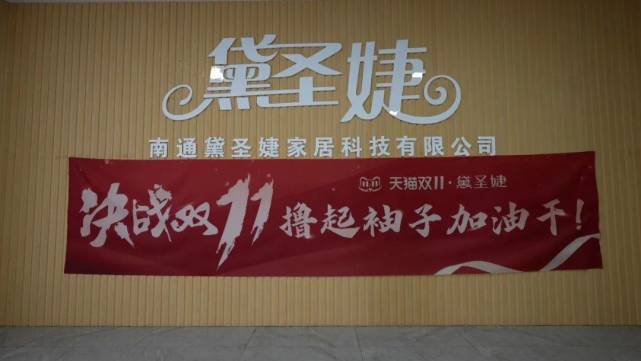 黛圣婕
南通黛圣婕家居科技有限公司
天猫双11·黛圣婕
决战双11撸起袖子加油干！